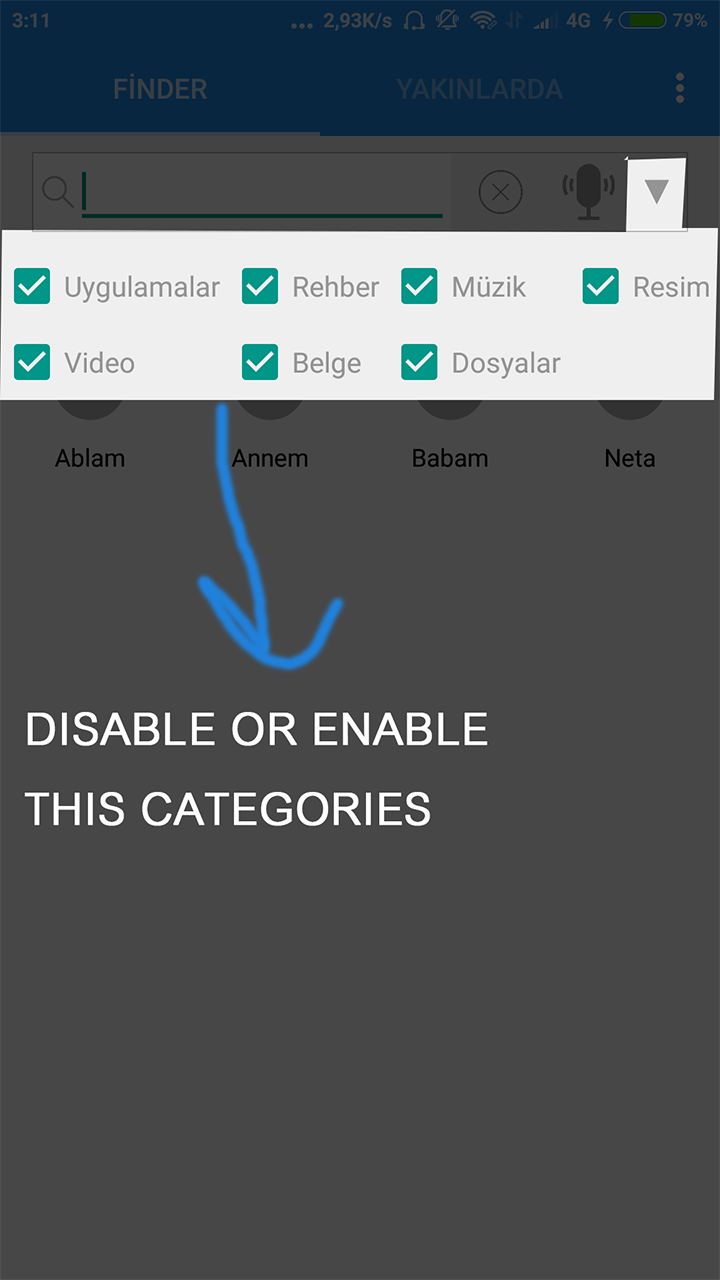 3:11 ... 2,93K/s 4G 79%
FİNDER YAKINLARDA
Uygulamalar Rehber Müzik Resim
Video Belge Dosyalar
Ablam Annem Babam Neta
DISABLE OR ENABLE
THIS CATEGORIES